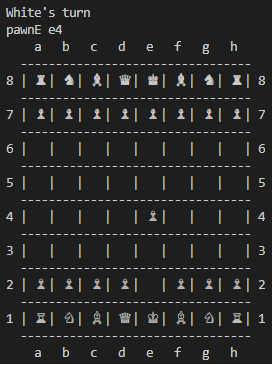 White's turn
pawnE e4
a b c d e f g h
-------------------------------
8 | ♜ | ♞ | ♝ | ♛ | ♚ | ♝ | ♞ | ♜ | 8
-------------------------------
7 | ♟ | ♟ | ♟ | ♟ | ♟ | ♟ | ♟ | ♟ | 7
-------------------------------
6 |   |   |   |   |   |   |   |   | 6
-------------------------------
5 |   |   |   |   |   |   |   |   | 5
-------------------------------
4 |   |   |   |   | ♙ |   |   |   | 4
-------------------------------
3 |   |   |   |   |   |   |   |   | 3
-------------------------------
2 | ♙ | ♙ | ♙ | ♙ |   | ♙ | ♙ | ♙ | 2
-------------------------------
1 | ♖ | ♘ | ♗ | ♕ | ♔ | ♗ | ♘ | ♖ | 1
-------------------------------
a b c d e f g h